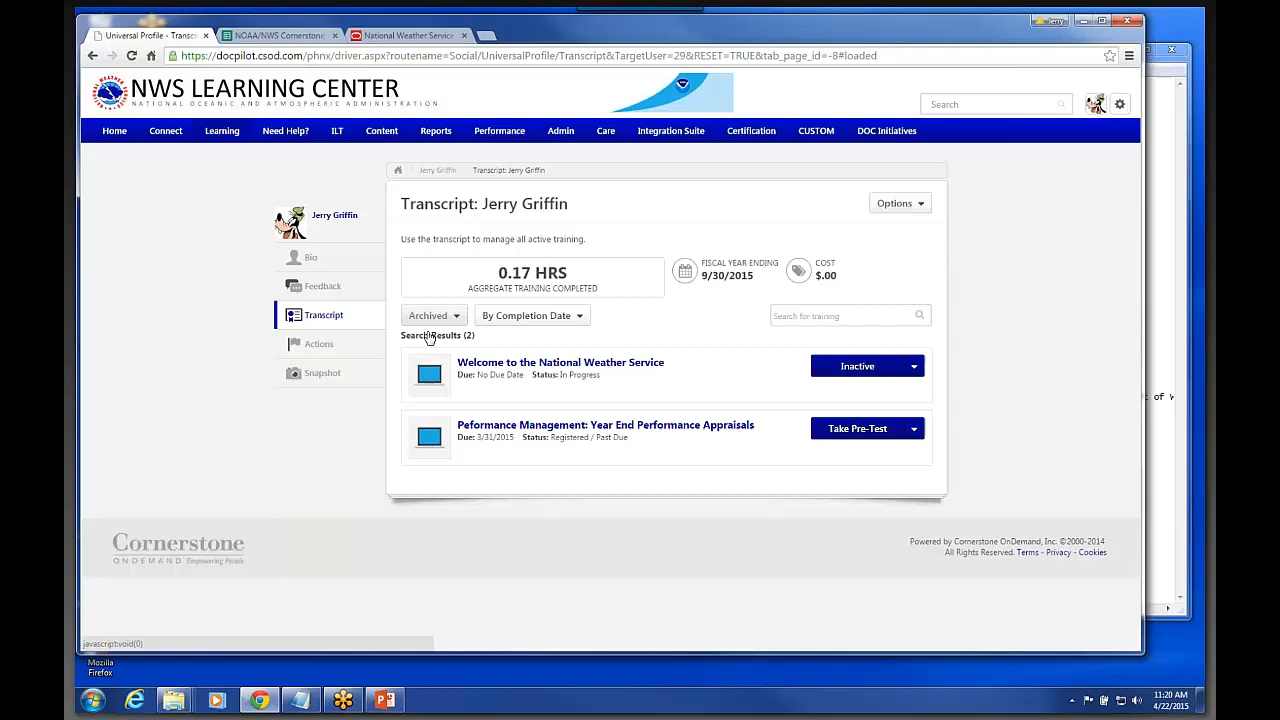 Jerry
Universal Profile - Transcr
NOAA/NWS Cornerstone
National Weather Service
https://docpilot.csod.com/phnx/driver.aspx?routename=Social/UniversalProfile/Transcript&TargetUser=29&RESET=TRUE&tab_page_id=-8#loaded
NWS LEARNING CENTER
NATIONAL OCEANIC AND ATMOSPHERIC ADMINISTRATION
Search
Home Connect Learning Need Help? ILT Content Reports Performance Admin Care Integration Suite Certification CUSTOM DOC Initiatives
Jerry Griffin Transcript: Jerry Griffin
Transcript: Jerry Griffin
Options
Jerry Griffin
Bio
Feedback
Transcript
Actions
Snapshot
Use the transcript to manage all active training.
0.17 HRS
AGGREGATE TRAINING COMPLETED
FISCAL YEAR ENDING
9/30/2015
COST
$.00
Archived
By Completion Date
Search for training
Search Results (2)
Welcome to the National Weather Service
Due: No Due Date Status: In Progress
Inactive
Peformance Management: Year End Performance Appraisals
Due: 3/31/2015 Status: Registered / Past Due
Take Pre-Test
t of W
Cornerstone
ONDEMAND Empowering People
Powered by Cornerstone OnDemand, Inc. ©2000-2014
All Rights Reserved. Terms - Privacy - Cookies
javascript:void(0)
Mozilla
Firefox
11:20 AM
4/22/2015